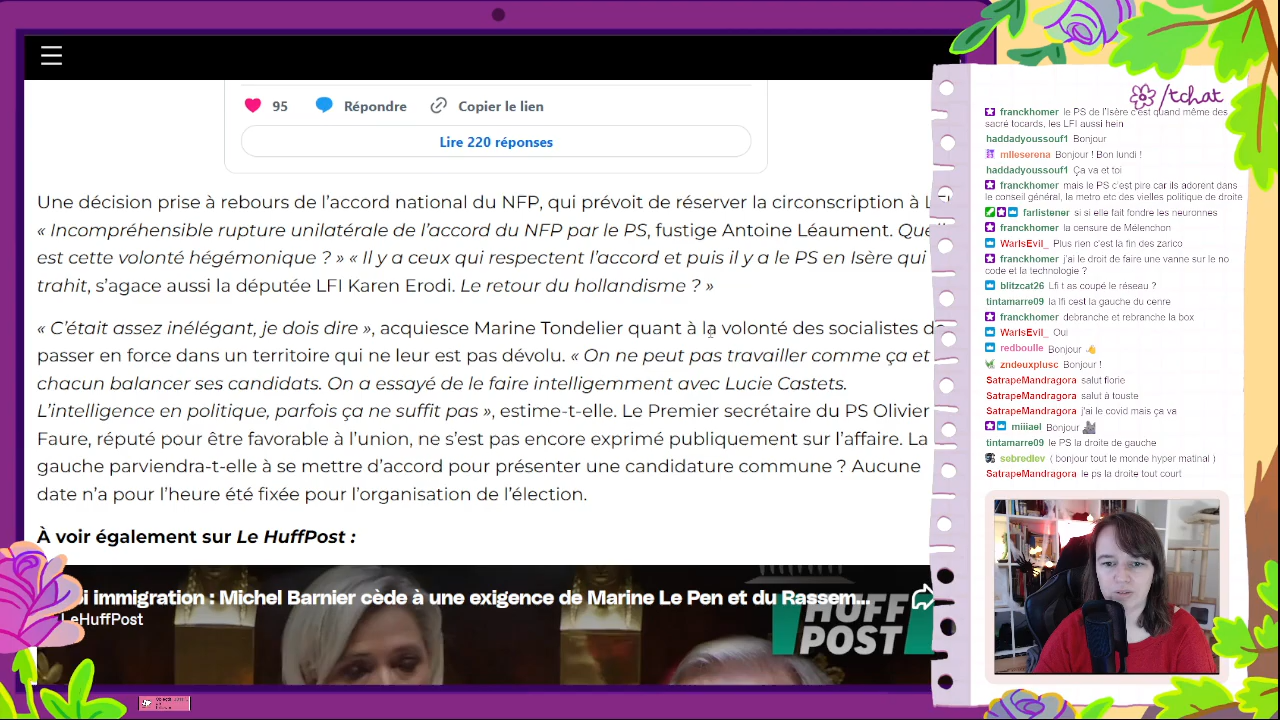 /tchat
95 Répondre Copier le lien
Lire 220 réponses
Une décision prise à rebours de l’accord national du NFP, qui prévoit de réserver la circonscription à
« Incompréhensible rupture unilatérale de l’accord du NFP par le PS, fustige Antoine Léaument.
est cette volonté hégémonique ? » « Il y a ceux qui respectent l’accord et puis il y a le PS en Isère qui
trahit, s’agace aussi la députée LFI Karen Erodi. Le retour du hollandisme ? »
« C’était assez inélégant, je dois dire », acquiesce Marine Tondelier quant à la volonté des socialistes de
passer en force dans un territoire qui ne leur est pas dévolu. « On ne peut pas travailler comme ça et
chacun balancer ses candidats. On a essayé de le faire intelligemment avec Lucie Castets.
L’intelligence en politique, parfois ça ne suffit pas », estime-t-elle. Le Premier secrétaire du PS Olivier
Faure, réputé pour être favorable à l’union, ne s’est pas encore exprimé publiquement sur l’affaire. La
gauche parviendra-t-elle à se mettre d’accord pour présenter une candidature commune ? Aucune
date n’a pour l’heure été fixée pour l’organisation de l’élection.
À voir également sur Le HuffPost :
i immigration : Michel Barnier cède à une exigence de Marine Le Pen et du Rassem...
LeHuffPost
HUFF
POST
franckhomer le PS de l'Isère c'est quand même des
sacré tocards, les LFI aussi hein
haddadyoussouf1 Bonjour
mlleserena Bonjour ! Bon lundi !
haddadyoussouf1 Ça va et toi
franckhomer mais le PS c'est pire car ils adorent dans
le conseil général, la metro etc des vielles politique de droite
farlistener si si elle fait fondre les neuronnes
franckhomer la censure de Mélenchon
WarIsEvil_ Plus rien c'est la fin des zarico
franckhomer j'ai le droit de faire une vanne sur le no
code et la technologie ?
blitzcat26 Lfi t as coupé le réseau ?
tintamarre09 la lfi cest la gauche du cenre
franckhomer debranche et rebranche la box
WarIsEvil_ Oui
redboulle Bonjour
zndeuxplusc Bonjour !
SatrapeMandragora salut florie
SatrapeMandragora salut à touste
SatrapeMandragora j'ai le covid mais ça va
miiiael Bonjour
tintamarre09 le PS la droite de gauche
sebredlev ( bonjour tout le monde hyper matinal )
SatrapeMandragora le ps la droite tout court